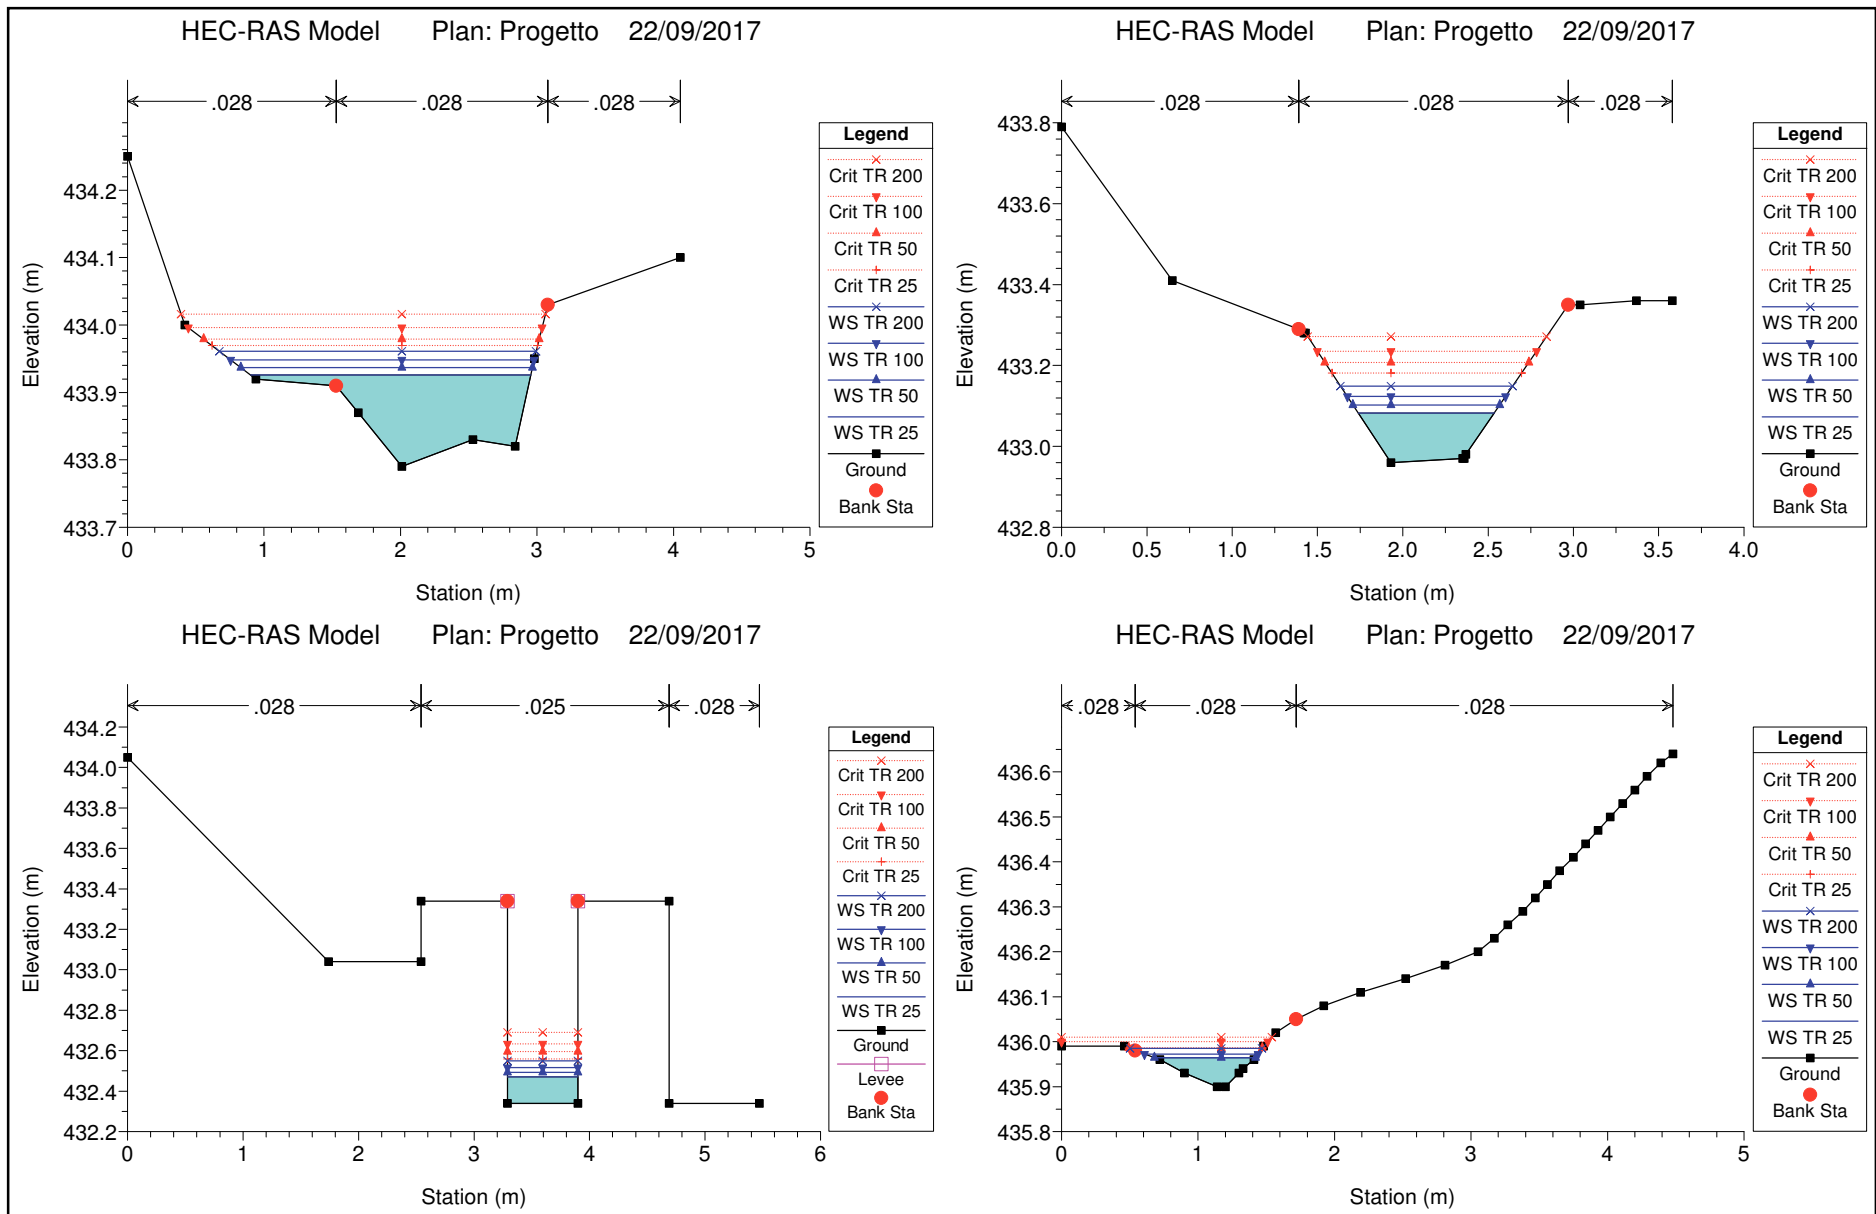 HEC-RAS Model Plan: Progetto 22/09/2017
.028 .028 .028
Elevation (m)
434.2
434.1
434.0
433.9
433.8
433.7
0 1 2 3 4 5
Station (m)
Legend
Crit TR 200
Crit TR 100
Crit TR 50
Crit TR 25
WS TR 200
WS TR 100
WS TR 50
WS TR 25
Ground
Bank Sta
HEC-RAS Model Plan: Progetto 22/09/2017
.028 .028 .028
Elevation (m)
433.8
433.6
433.4
433.2
433.0
432.8
0.0 0.5 1.0 1.5 2.0 2.5 3.0 3.5 4.0
Station (m)
Legend
Crit TR 200
Crit TR 100
Crit TR 50
Crit TR 25
WS TR 200
WS TR 100
WS TR 50
WS TR 25
Ground
Bank Sta
HEC-RAS Model Plan: Progetto 22/09/2017
.028 .025 .028
Elevation (m)
434.2
434.0
433.8
433.6
433.4
433.2
433.0
432.8
432.6
432.4
432.2
0 1 2 3 4 5 6
Station (m)
Legend
Crit TR 200
Crit TR 100
Crit TR 50
Crit TR 25
WS TR 200
WS TR 100
WS TR 50
WS TR 25
Ground
Levee
Bank Sta
HEC-RAS Model Plan: Progetto 22/09/2017
.028 .028 .028
Elevation (m)
436.6
436.5
436.4
436.3
436.2
436.1
436.0
435.9
435.8
0 1 2 3 4 5
Station (m)
Legend
Crit TR 200
Crit TR 100
Crit TR 50
Crit TR 25
WS TR 200
WS TR 100
WS TR 50
WS TR 25
Ground
Bank Sta